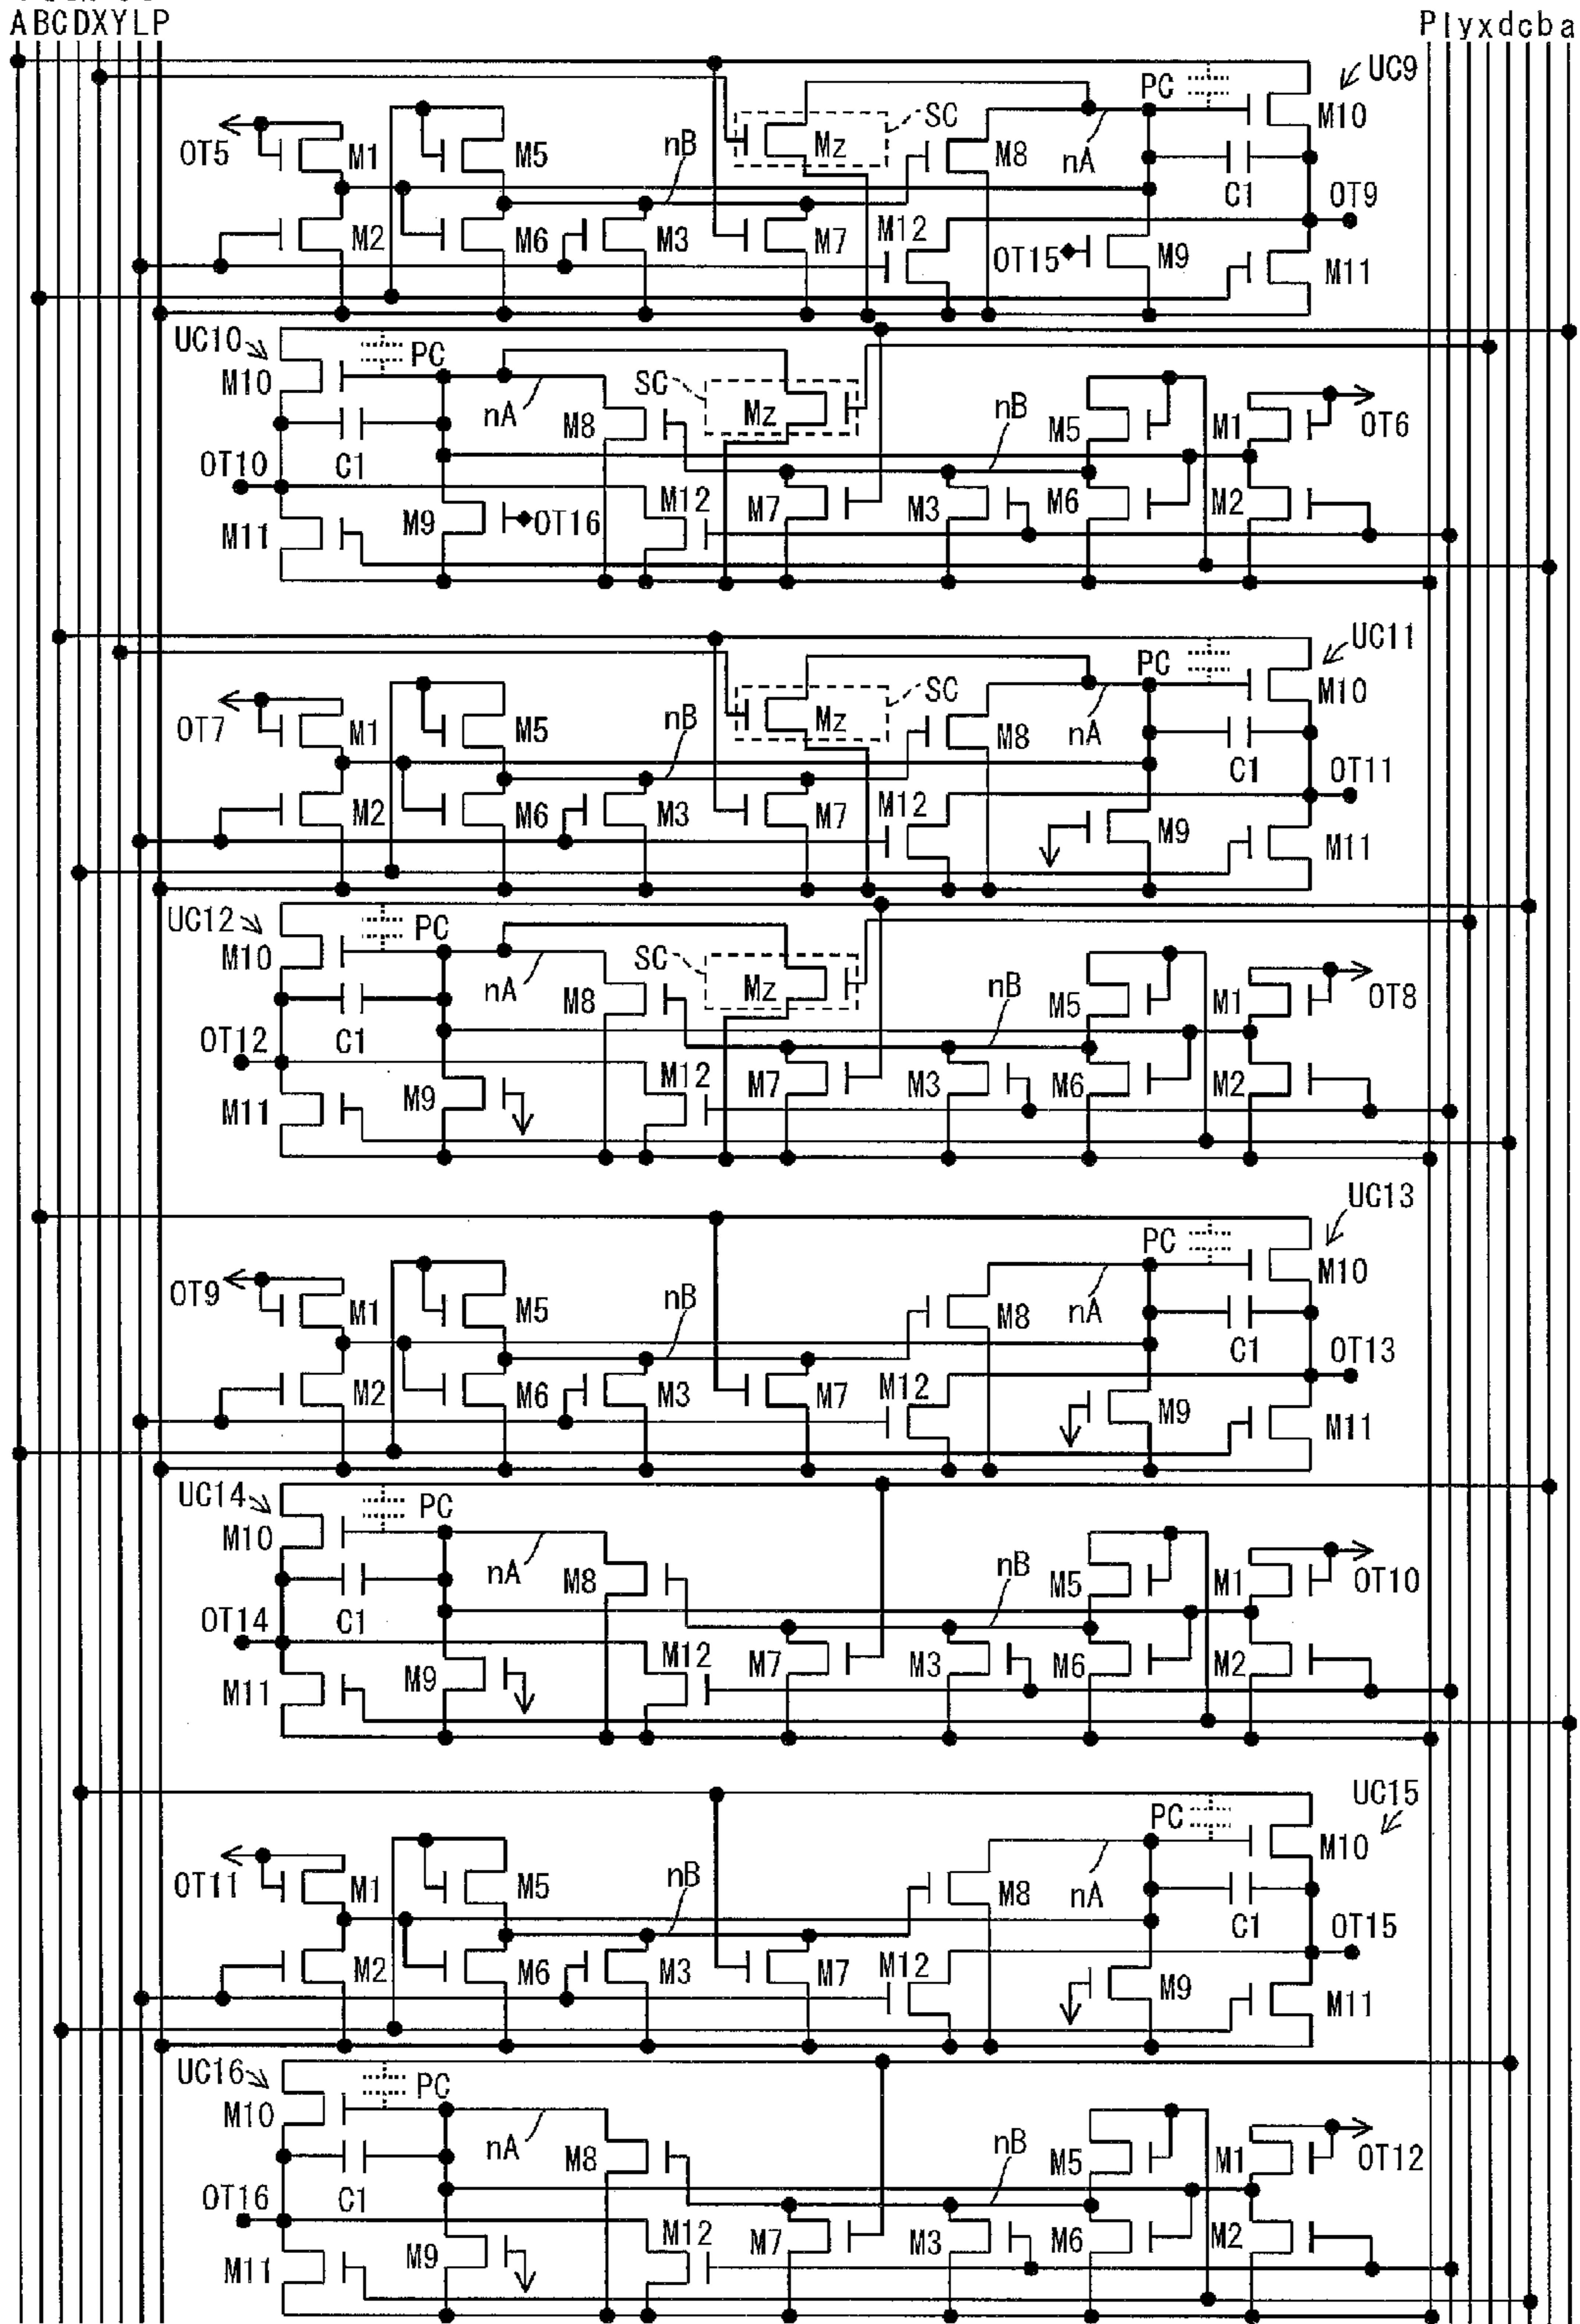 ABCDXYLP
Plyxdcba
UC9
PC
M10
SC
OT5
M1
M5
nB
Mz
M8
nA
C1
OT9
M2
M6
M3
M7
M12
OT15
M9
M11
UC10
PC
M10
SC
nA
M8
Mz
nB
M5
M1
OT6
OT10
C1
M12
M11
M9
OT16
M7
M3
M6
M2
UC11
PC
M10
SC
OT7
M1
M5
nB
Mz
M8
nA
C1
OT11
M2
M6
M3
M7
M12
M9
M11
UC12
PC
M10
SC
nA
M8
Mz
nB
M5
M1
OT8
OT12
C1
M12
M11
M9
M7
M3
M6
M2
UC13
PC
M10
OT9
M1
M5
nB
M8
nA
C1
OT13
M2
M6
M3
M7
M12
M9
M11
UC14
PC
M10
nA
M8
nB
M5
M1
OT10
OT14
C1
M12
M11
M9
M7
M3
M6
M2
UC15
PC
M10
OT11
M1
M5
nB
M8
nA
C1
OT15
M2
M6
M3
M7
M12
M9
M11
UC16
PC
M10
nA
M8
nB
M5
M1
OT12
OT16
C1
M12
M11
M9
M7
M3
M6
M2